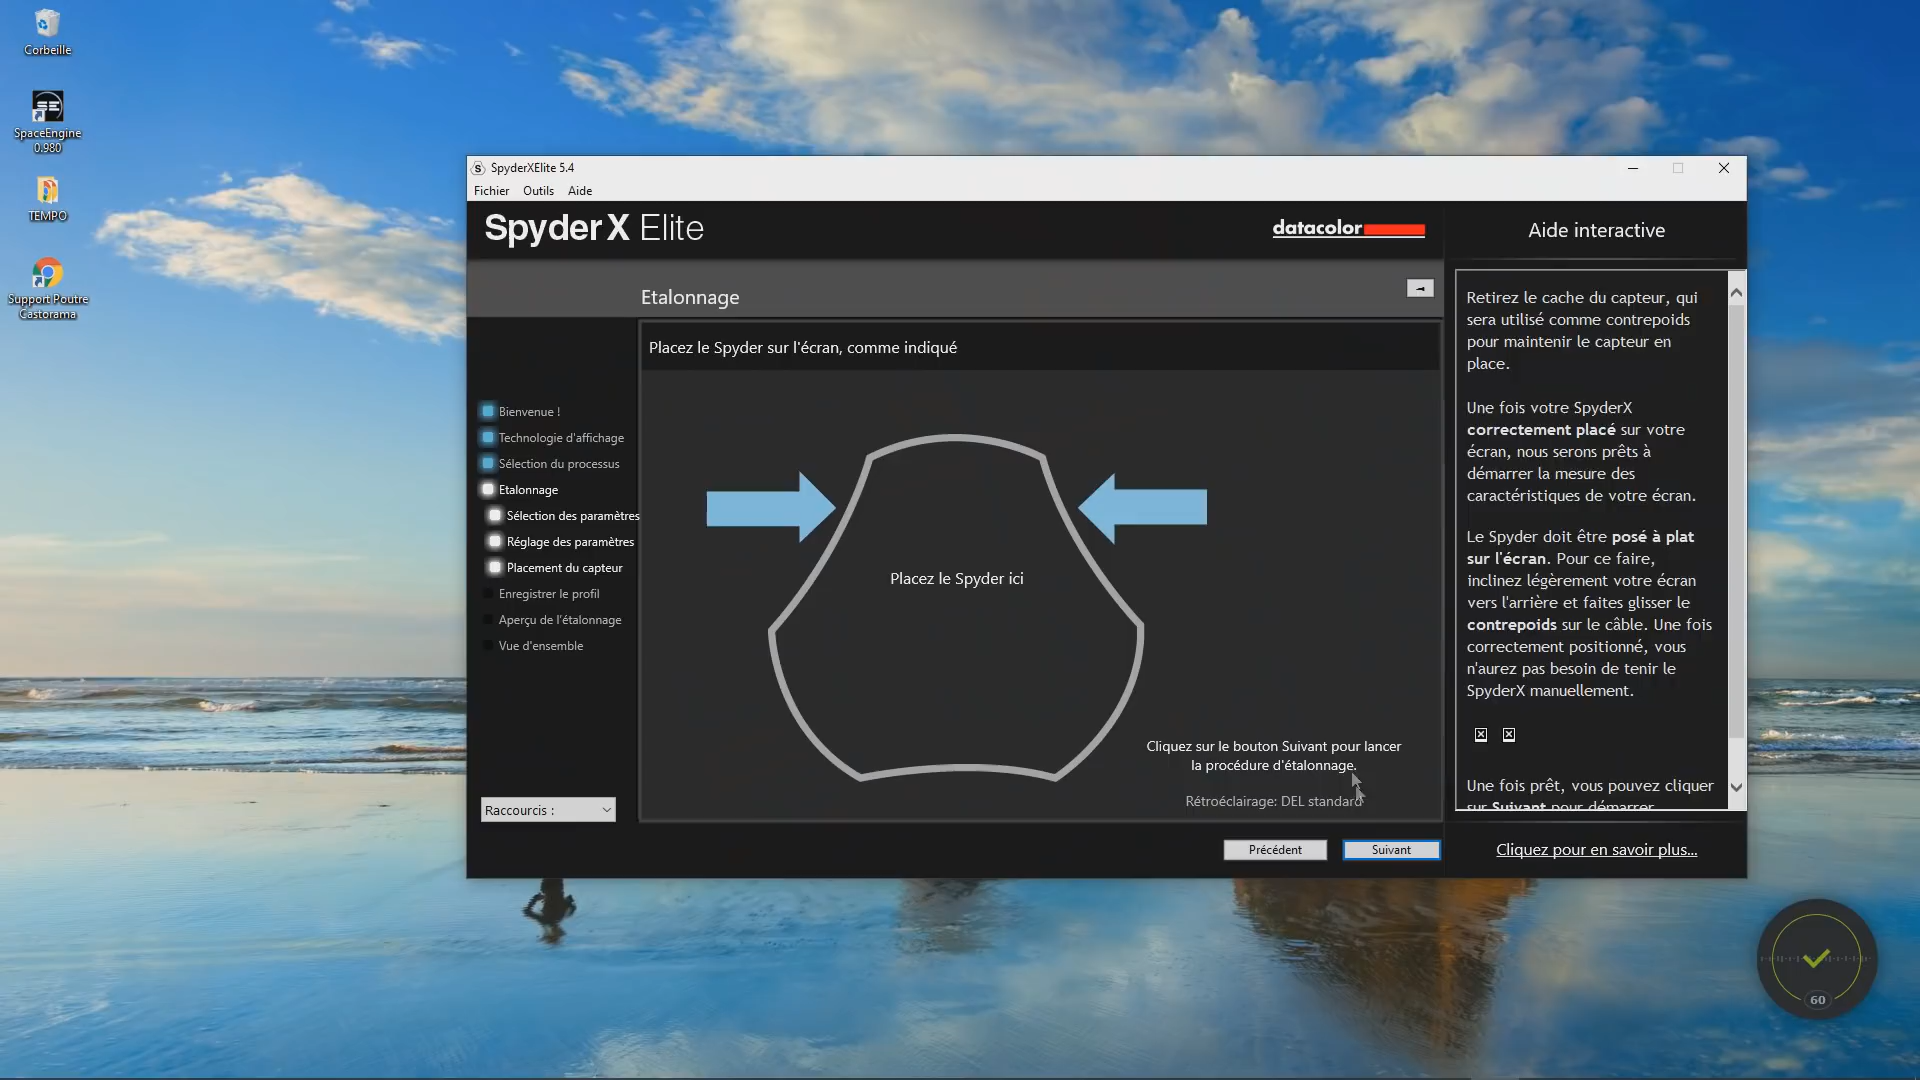 Corbeille
SpaceEngine
0.980
TEMPO
Support Poutre
Castorama
SpyderXElite 5.4
Fichier Outils Aide
SpyderX Elite
datacolor
Aide interactive
Etalonnage
Placez le Spyder sur l'écran, comme indiqué
Bienvenue !
Technologie d'affichage
Sélection du processus
Etalonnage
Sélection des paramètres
Réglage des paramètres
Placement du capteur
Enregistrer le profil
Aperçu de l'étalonnage
Vue d'ensemble
Raccourcis :
Placez le Spyder ici
Cliquez sur le bouton Suivant pour lancer
la procédure d'étalonnage.
Rétroéclairage: DEL standard
Précédent
Suivant
Retirez le cache du capteur, qui
sera utilisé comme contrepoids
pour maintenir le capteur en
place.
Une fois votre SpyderX
correctement placé sur votre
écran, nous serons prêts à
démarrer la mesure des
caractéristiques de votre écran.
Le Spyder doit être posé à plat
sur l'écran. Pour ce faire,
inclinez légèrement votre écran
vers l'arrière et faites glisser le
contrepoids sur le câble. Une fois
correctement positionné, vous
n'aurez pas besoin de tenir le
SpyderX manuellement.
Une fois prêt, vous pouvez cliquer
sur Suivant pour démarrer
Cliquez pour en savoir plus...
60